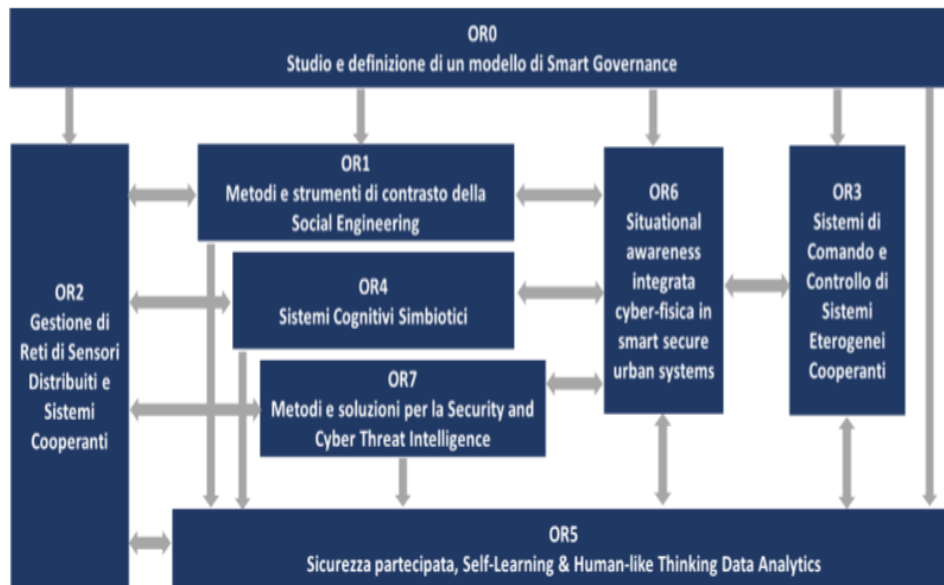 OR0
Studio e definizione di un modello di Smart Governance
OR1
Metodi e strumenti di contrasto della
Social Engineering
OR6
Situational
awareness
integrata
cyber-fisica in
smart secure
urban systems
OR3
Sistemi di
Comando e
Controllo di
Sistemi
Eterogenei
Cooperanti
OR2
Gestione di
Reti di Sensori
Distribuiti e
Sistemi
Cooperanti
OR4
Sistemi Cognitivi Simbiotici
OR7
Metodi e soluzioni per la Security and
Cyber Threat Intelligence
OR5
Sicurezza partecipata, Self-Learning & Human-like Thinking Data Analytics